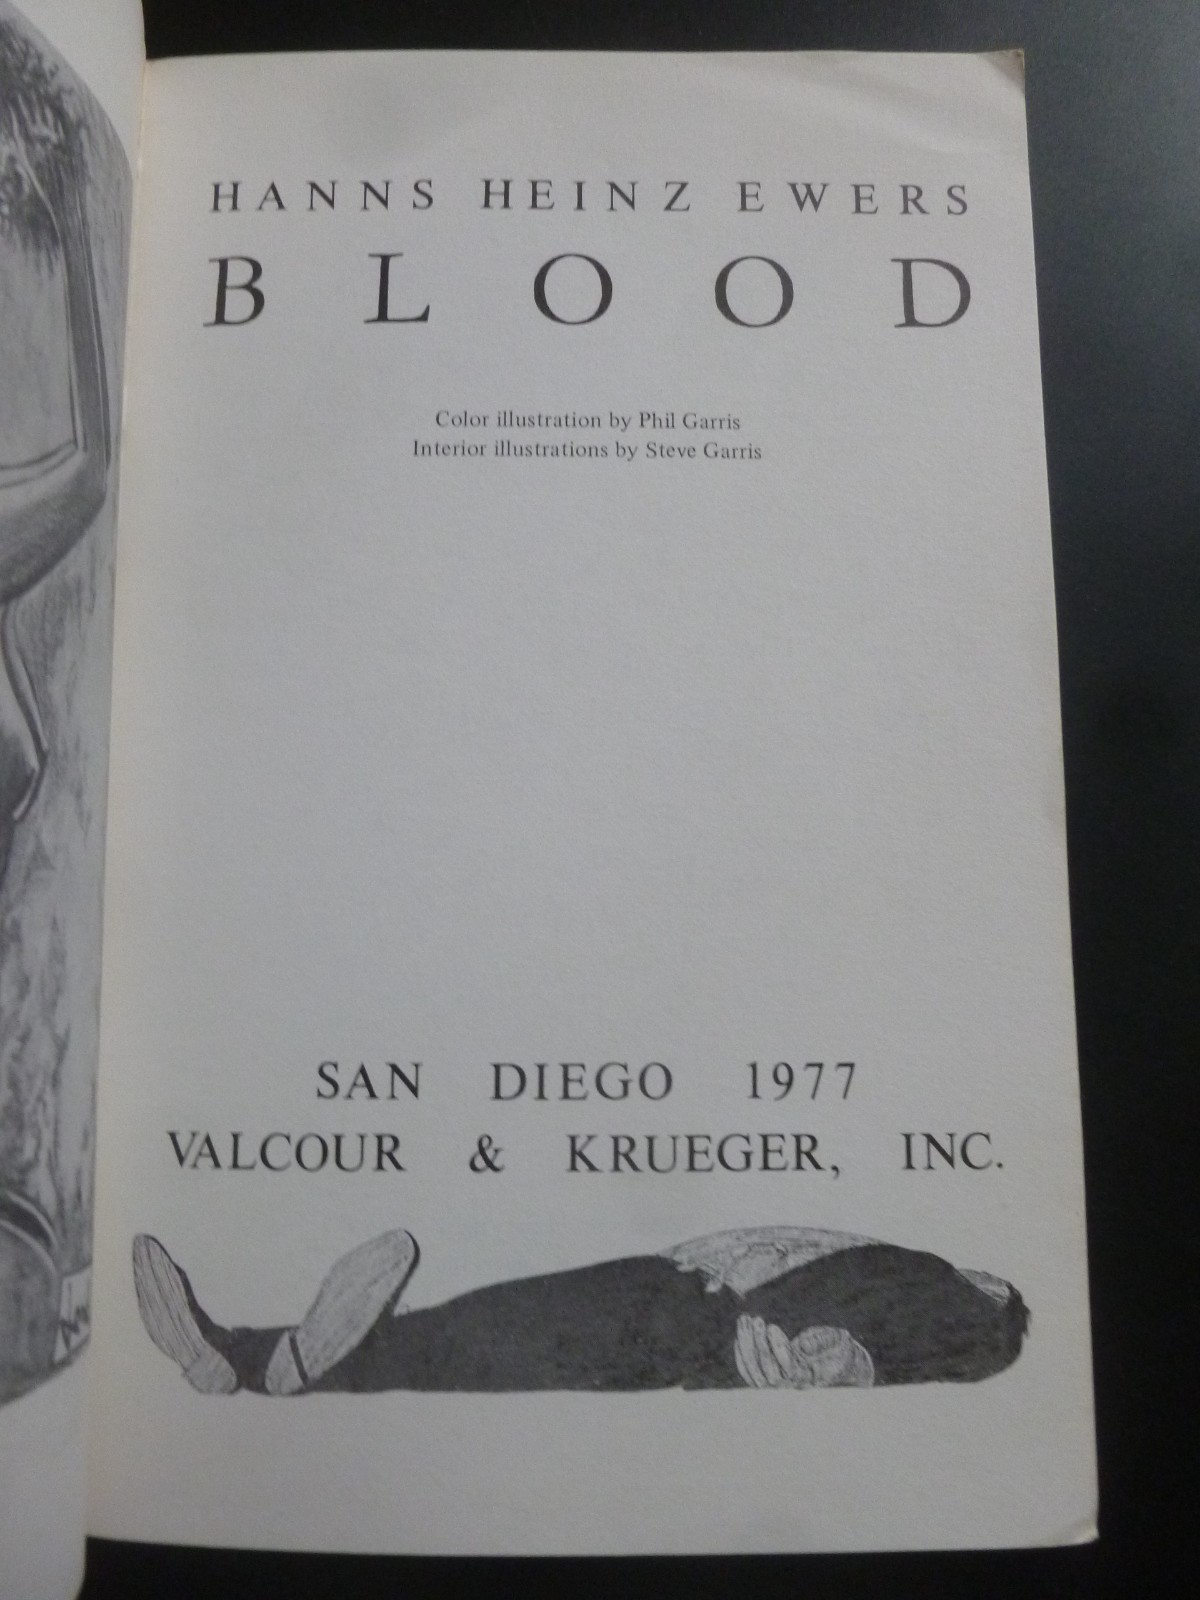 HANNS HEINZ EWERS
BLOOD
Color illustration by Phil Garris
Interior illustrations by Steve Garris
SAN DIEGO 1977
VALCOUR & KRUEGER, INC.